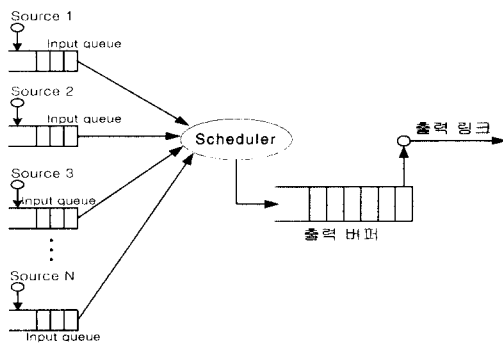 Source 1
Input queue
Source 2
Input queue
Source 3
Input queue
Source N
Input queue
Scheduler
출력 링크
출력 버퍼